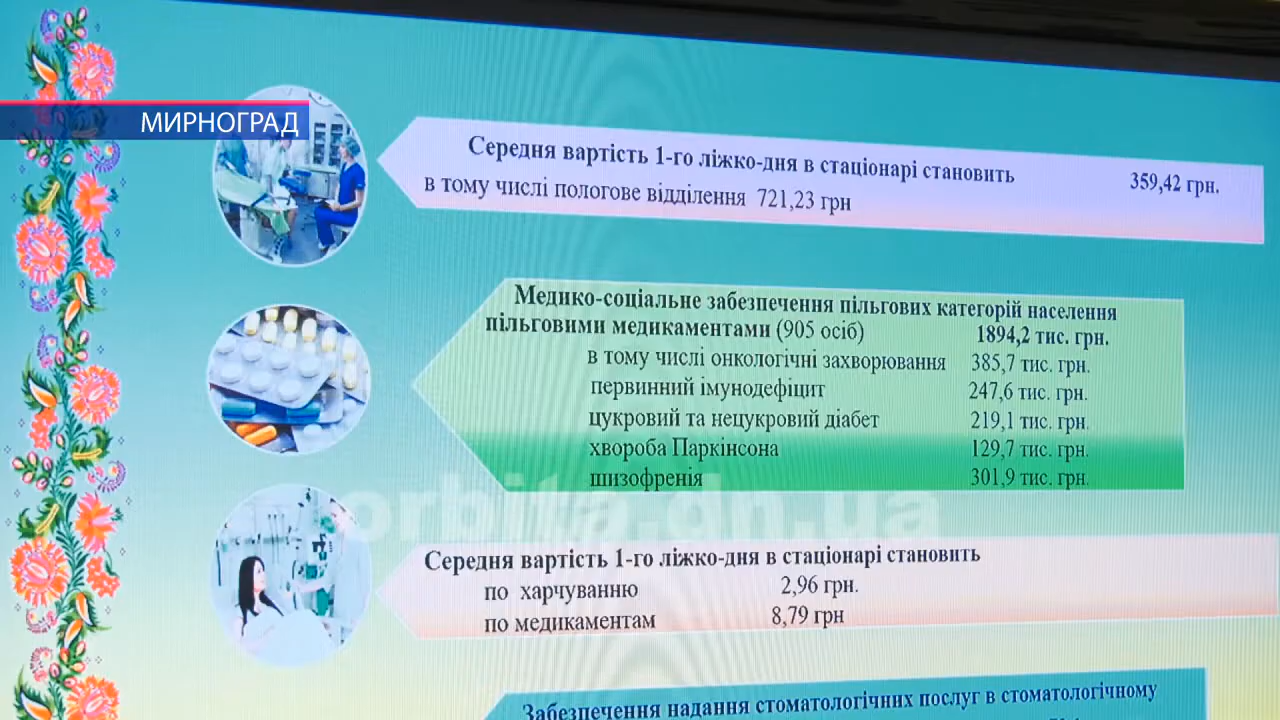 МИРНОГРАД
Середня вартість 1-го ліжко-дня в стаціонарі становить 359,42 грн.
в тому числі пологове відділення 721,23 грн
Медико-соціальне забезпечення пільгових категорій населення
пільговими медикаментами (905 осіб) 1894,2 тис. грн.
в тому числі онкологічні захворювання 385,7 тис. грн.
первинний імунодефіцит 247,6 тис. грн.
цукровий та нецукровий діабет 219,1 тис. грн.
хвороба Паркінсона 129,7 тис. грн.
шизофренія 301,9 тис. грн.
orbita.dn.ua
Середня вартість 1-го ліжко-дня в стаціонарі становить
по харчуванню 2,96 грн.
по медикаментам 8,79 грн
Забезпечення надання стоматологічних послуг в стоматологічному